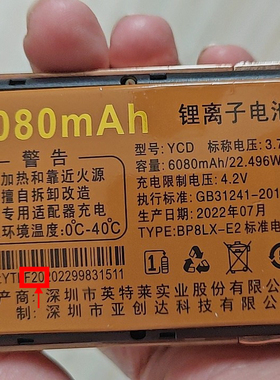 080mAh
锂离子电池
警告
加热和靠近火源
擅自拆卸改造
专用适配器充电
环境温度:0℃-40℃
型号:YCD 标称电压:3.7
容量:6080mAh/22.496W
充电限制电压:4.2V
执行标准:GB31241-201
出厂日期:2022年07月
TYPE:BP8LX-E2 标准电
YTL F20 02299831511
产商:深圳市英特莱实业股份有限公司
制商:深圳市亚创达科技有限公司